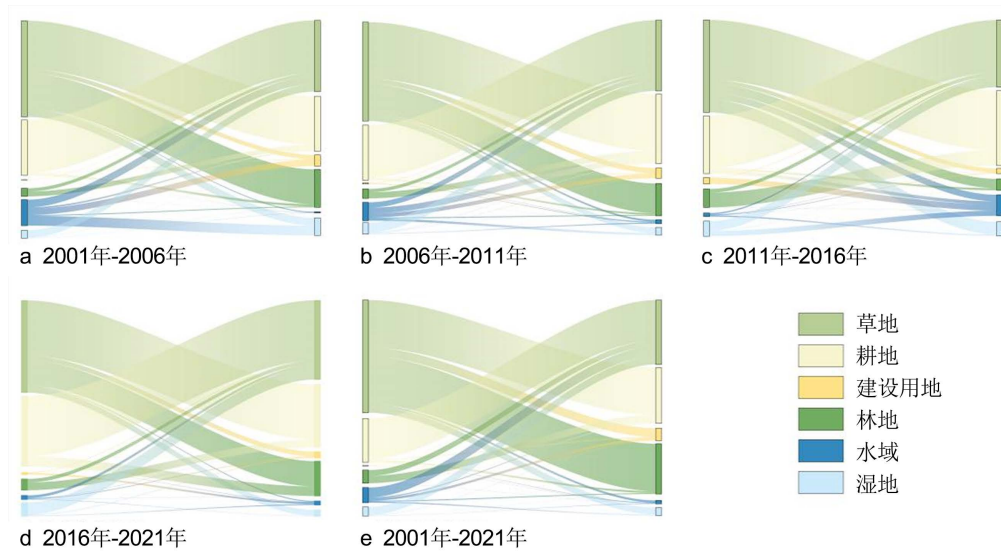 a 2001年-2006年
b 2006年-2011年
c 2011年-2016年
d 2016年-2021年
e 2001年-2021年
草地
耕地
建设用地
林地
水域
湿地